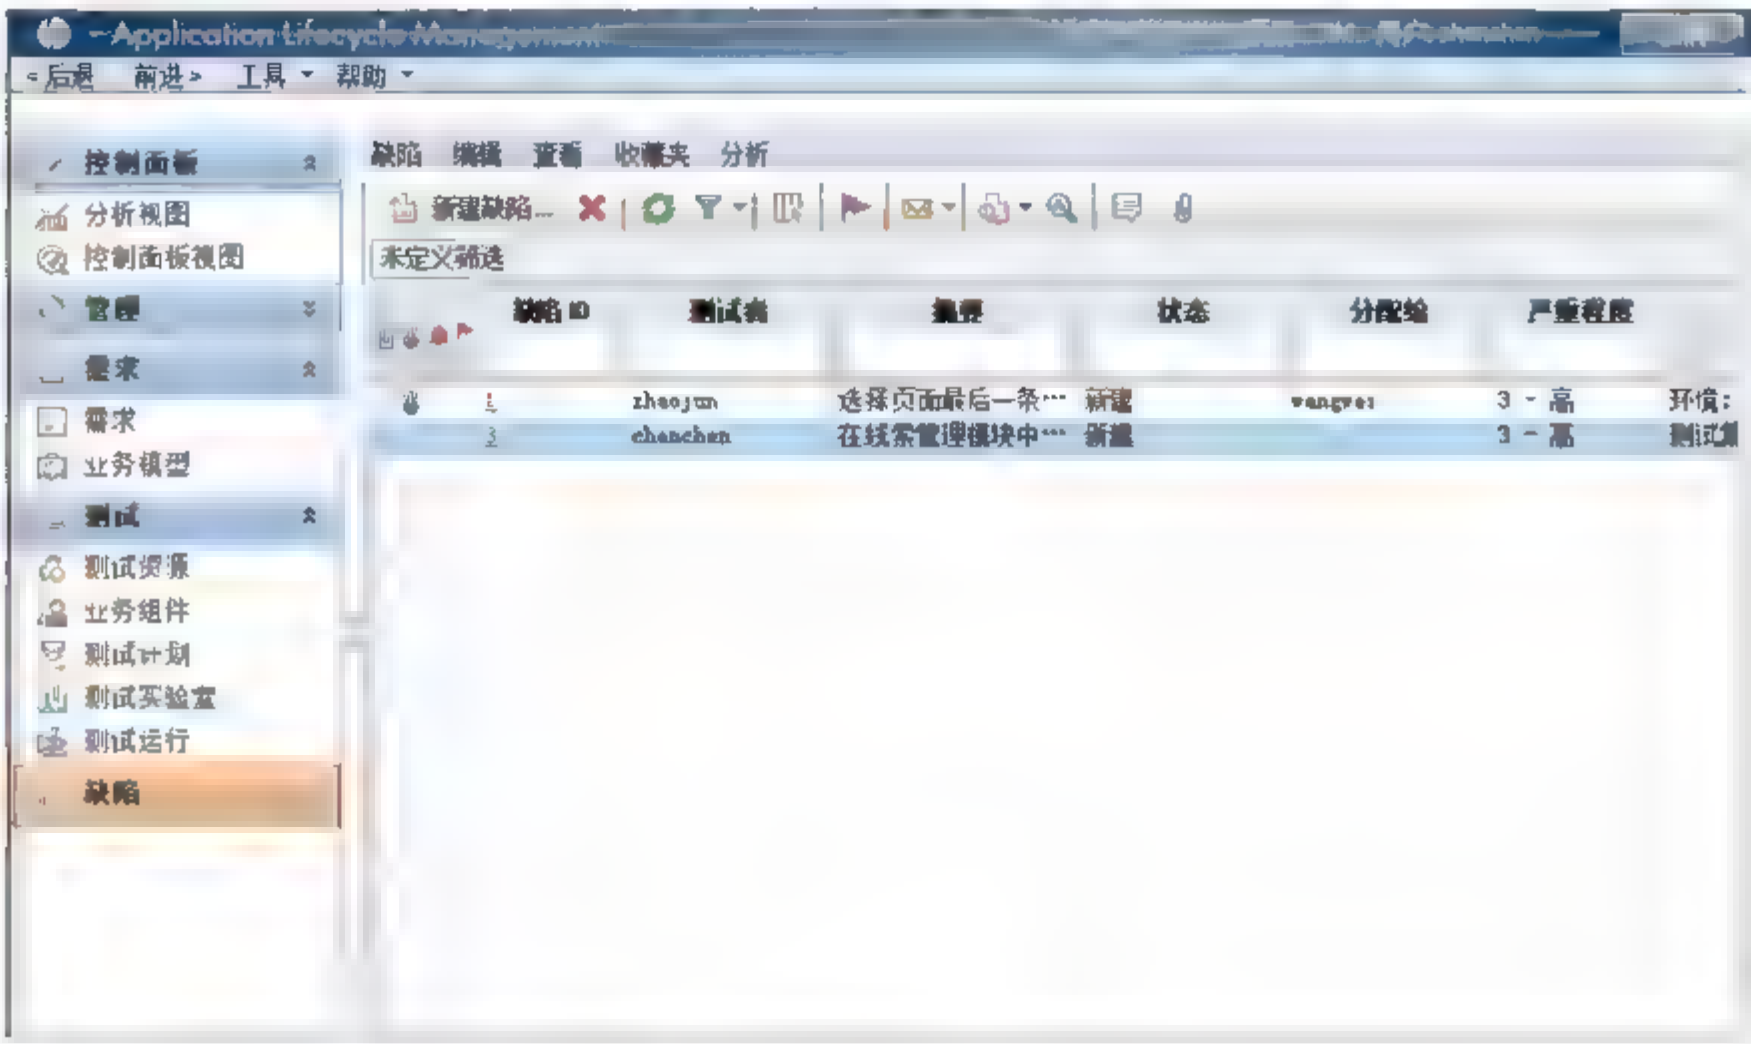 Application Lifecycle Management
< 后退 前进 > 工具 帮助
控制面板
分析视图
控制面板视图
管理
需求
需求
业务模型
测试
测试资源
业务组件
测试计划
测试实验室
测试运行
缺陷
缺陷 编辑 查看 收藏夹 分析
新建缺陷...
未定义筛选
缺陷 ID 测试者 概要 状态 分配给 严重程度
1 zhaojun 选择页面最后一条… 新建 wangwei 3 - 高 环境:
3 chenchen 在线索管理模块中… 新建 3 - 高 测试集